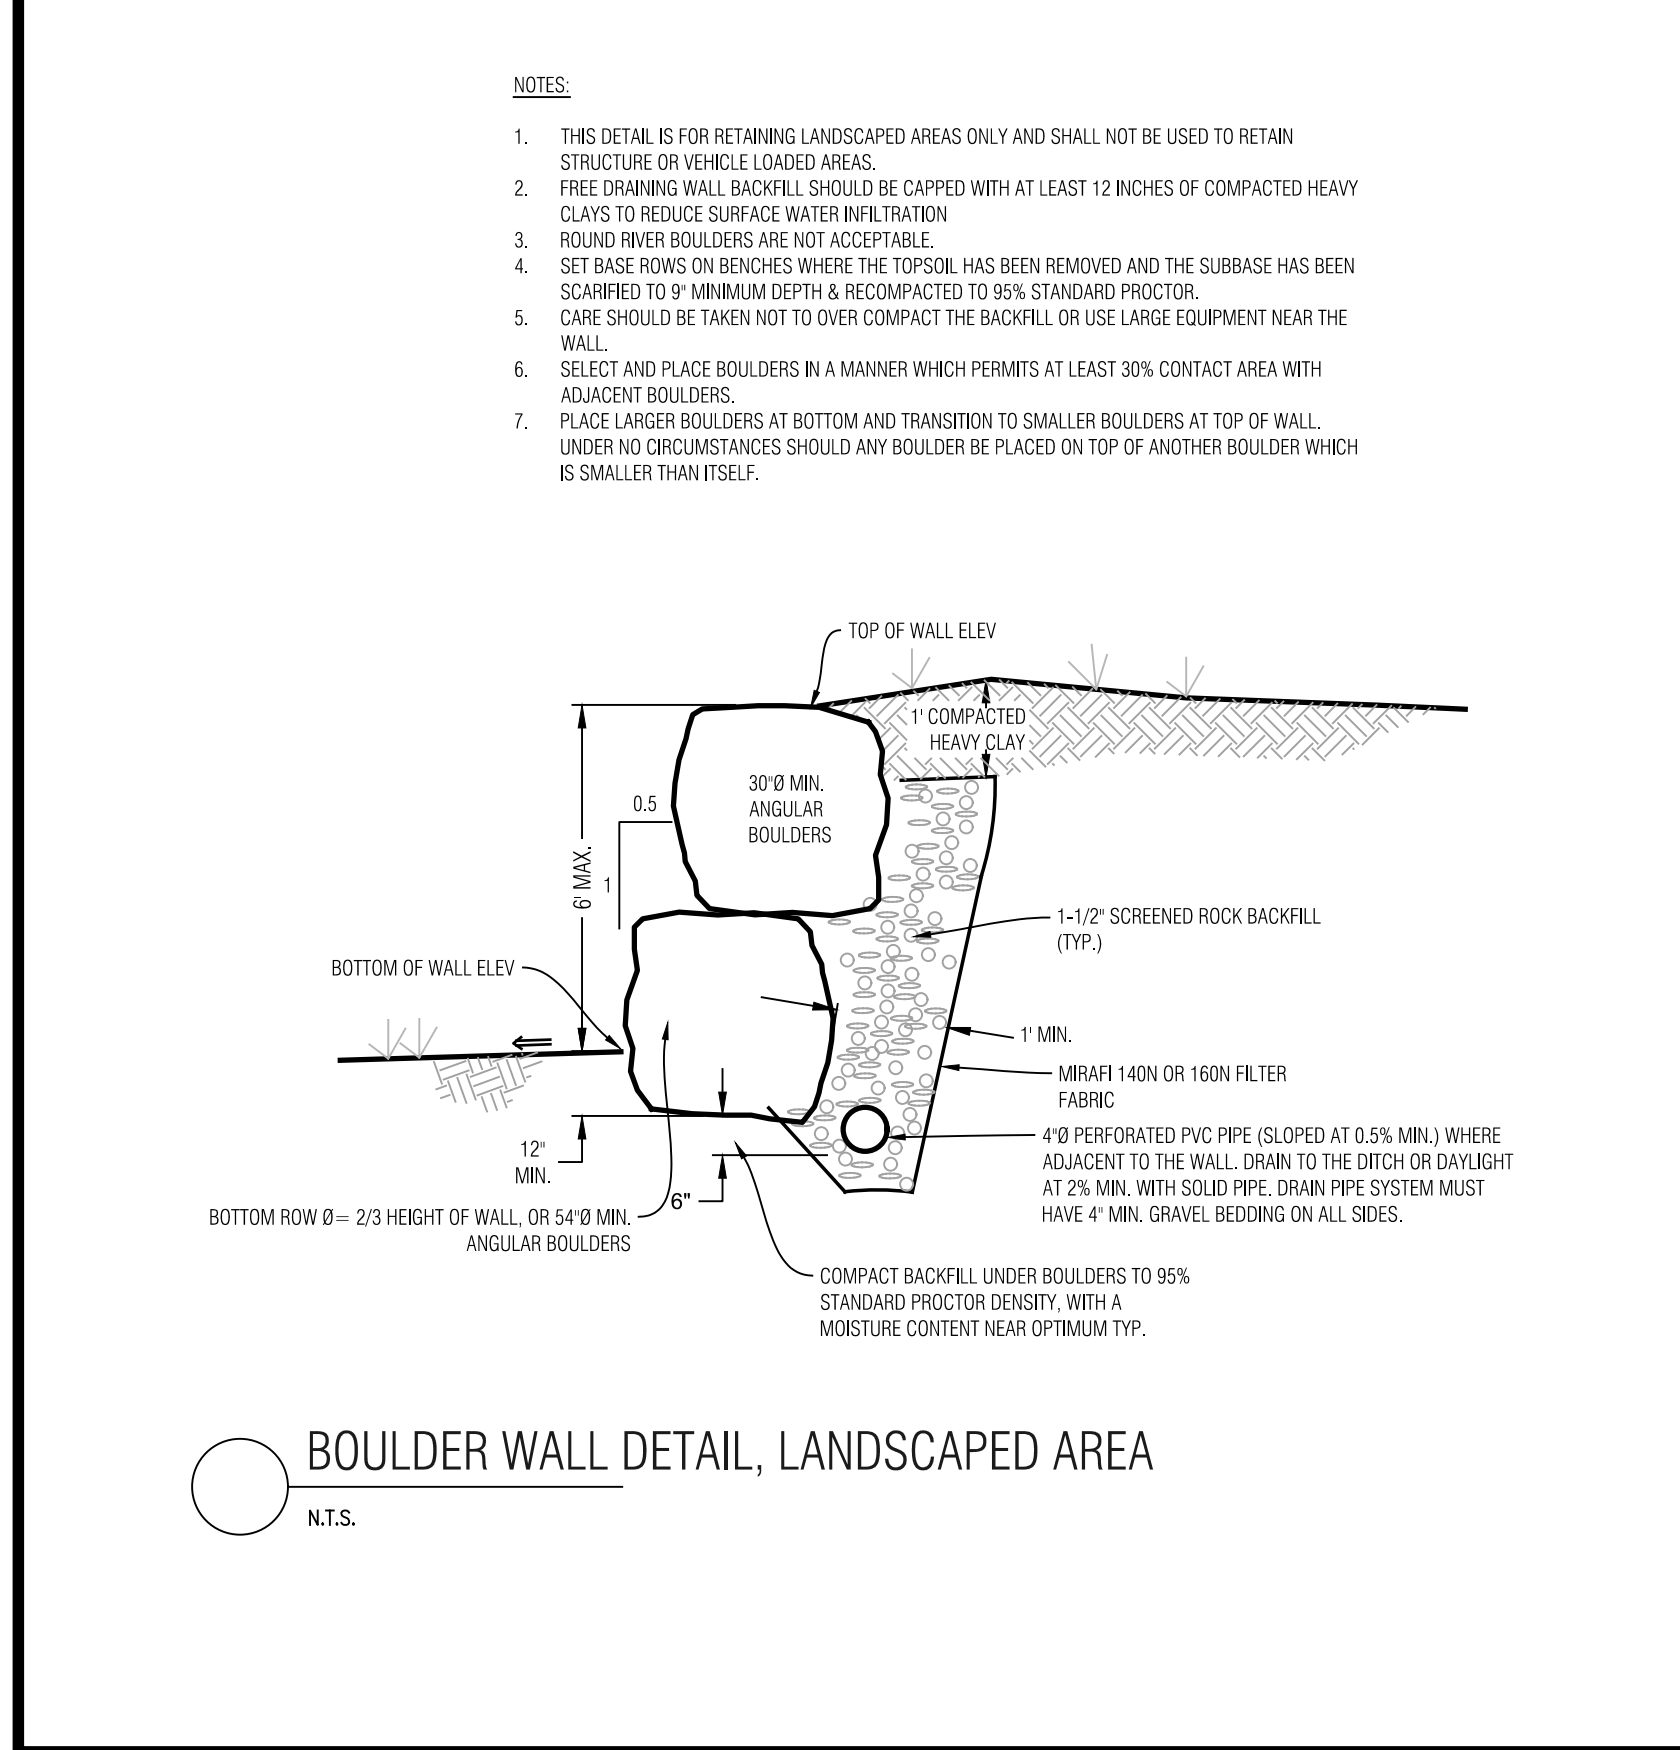 NOTES:
1. THIS DETAIL IS FOR RETAINING LANDSCAPED AREAS ONLY AND SHALL NOT BE USED TO RETAIN
STRUCTURE OR VEHICLE LOADED AREAS.
2. FREE DRAINING WALL BACKFILL SHOULD BE CAPPED WITH AT LEAST 12 INCHES OF COMPACTED HEAVY
CLAYS TO REDUCE SURFACE WATER INFILTRATION
3. ROUND RIVER BOULDERS ARE NOT ACCEPTABLE.
4. SET BASE ROWS ON BENCHES WHERE THE TOPSOIL HAS BEEN REMOVED AND THE SUBBASE HAS BEEN
SCARIFIED TO 9" MINIMUM DEPTH & RECOMPACTED TO 95% STANDARD PROCTOR.
5. CARE SHOULD BE TAKEN NOT TO OVER COMPACT THE BACKFILL OR USE LARGE EQUIPMENT NEAR THE
WALL.
6. SELECT AND PLACE BOULDERS IN A MANNER WHICH PERMITS AT LEAST 30% CONTACT AREA WITH
ADJACENT BOULDERS.
7. PLACE LARGER BOULDERS AT BOTTOM AND TRANSITION TO SMALLER BOULDERS AT TOP OF WALL.
UNDER NO CIRCUMSTANCES SHOULD ANY BOULDER BE PLACED ON TOP OF ANOTHER BOULDER WHICH
IS SMALLER THAN ITSELF.
TOP OF WALL ELEV
1' COMPACTED
HEAVY CLAY
30"Ø MIN.
ANGULAR
BOULDERS
0.5
1
6' MAX.
1-1/2" SCREENED ROCK BACKFILL
(TYP.)
BOTTOM OF WALL ELEV
1' MIN.
MIRAFI 140N OR 160N FILTER
FABRIC
4"Ø PERFORATED PVC PIPE (SLOPED AT 0.5% MIN.) WHERE
ADJACENT TO THE WALL. DRAIN TO THE DITCH OR DAYLIGHT
AT 2% MIN. WITH SOLID PIPE. DRAIN PIPE SYSTEM MUST
HAVE 4" MIN. GRAVEL BEDDING ON ALL SIDES.
12"
MIN.
6"
BOTTOM ROW Ø= 2/3 HEIGHT OF WALL, OR 54"Ø MIN.
ANGULAR BOULDERS
COMPACT BACKFILL UNDER BOULDERS TO 95%
STANDARD PROCTOR DENSITY, WITH A
MOISTURE CONTENT NEAR OPTIMUM TYP.
BOULDER WALL DETAIL, LANDSCAPED AREA
N.T.S.